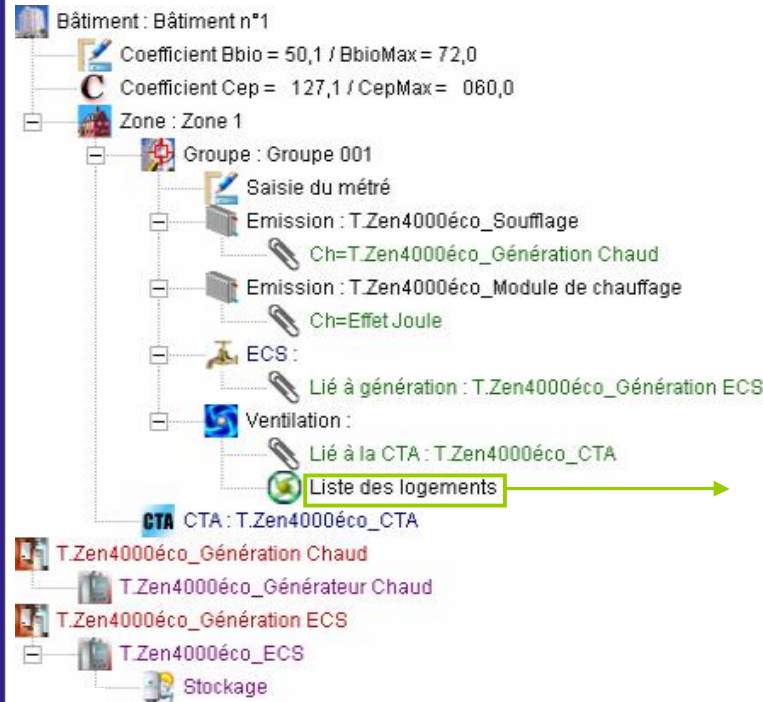 Bâtiment : Bâtiment n°1
Coefficient Bbio = 50,1 / BbioMax = 72,0
C Coefficient Cep = 127,1 / CepMax = 060,0
Zone : Zone 1
Groupe : Groupe 001
Saisie du métré
Emission : T.Zen4000éco_Soufflage
Ch=T.Zen4000éco_Génération Chaud
Emission : T.Zen4000éco_Module de chauffage
Ch=Effet Joule
ECS :
Lié à génération : T.Zen4000éco_Génération ECS
Ventilation :
Lié à la CTA : T.Zen4000éco_CTA
Liste des logements
CTA CTA : T.Zen4000éco_CTA
T.Zen4000éco_Génération Chaud
T.Zen4000éco_Générateur Chaud
T.Zen4000éco_Génération ECS
T.Zen4000éco_ECS
Stockage